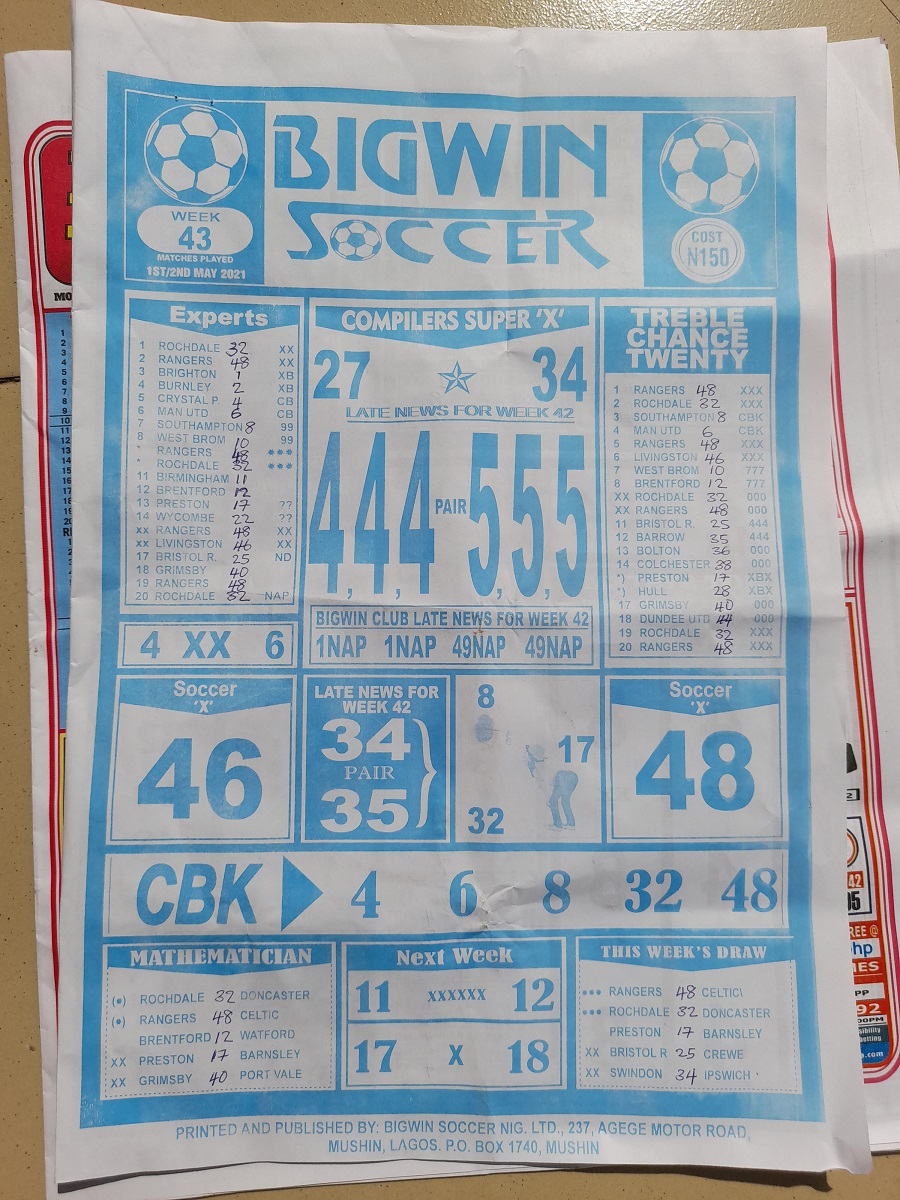 BIGWIN
SOCCER
WEEK
43
MATCHES PLAYED
1ST/2ND MAY 2021
COST
N150
Experts
1 ROCHDALE 32 XX
2 RANGERS 48 XX
3 BRIGHTON 1 XB
4 BURNLEY 2 XB
5 CRYSTAL P. 4 CB
6 MAN UTD 6 CB
7 SOUTHAMPTON 8 99
8 WEST BROM 10 99
* RANGERS 48 ***
* ROCHDALE 32 ***
11 BIRMINGHAM 11
12 BRENTFORD 12
13 PRESTON 17 ??
14 WYCOMBE 22 ??
XX RANGERS 48 XX
XX LIVINGSTON 46 XX
17 BRISTOL R. 25 ND
18 GRIMSBY 40
19 RANGERS 48
20 ROCHDALE 32 NAP
4 XX 6
COMPILERS SUPER 'X'
27 34
LATE NEWS FOR WEEK 42
4,4,4 PAIR 5,5,5
BIGWIN CLUB LATE NEWS FOR WEEK 42
1NAP 1NAP 49NAP 49NAP
TREBLE
CHANCE
TWENTY
1 RANGERS 48 XXX
2 ROCHDALE 32 XXX
3 SOUTHAMPTON 8 CBK
4 MAN UTD 6 CBK
5 RANGERS 48 XXX
6 LIVINGSTON 46 XXX
7 WEST BROM 10 777
8 BRENTFORD 12 777
XX ROCHDALE 32 000
XX RANGERS 48 000
11 BRISTOL R. 25 444
12 BARROW 35 444
13 BOLTON 36 000
14 COLCHESTER 38 000
*) PRESTON 17 XBX
*) HULL 28 XBX
17 GRIMSBY 40 000
18 DUNDEE UTD 44 000
19 ROCHDALE 32 XXX
20 RANGERS 48 XXX
Soccer
'X'
46
LATE NEWS FOR
WEEK 42
34
PAIR
35
8
17
32
Soccer
'X'
48
CBK 4 6 8 32 48
MATHEMATICIAN
(•) ROCHDALE 32 DONCASTER
(•) RANGERS 48 CELTIC
BRENTFORD 12 WATFORD
XX PRESTON 17 BARNSLEY
XX GRIMSBY 40 PORT VALE
Next Week
11 XXXXXX 12
17 X 18
THIS WEEK'S DRAW
••• RANGERS 48 CELTICI
••• ROCHDALE 32 DONCASTER
PRESTON 17 BARNSLEY
XX BRISTOL R 25 CREWE
XX SWINDON 34 IPSWICH
PRINTED AND PUBLISHED BY: BIGWIN SOCCER NIG. LTD., 237, AGEGE MOTOR ROAD,
MUSHIN, LAGOS. P.O. BOX 1740, MUSHIN